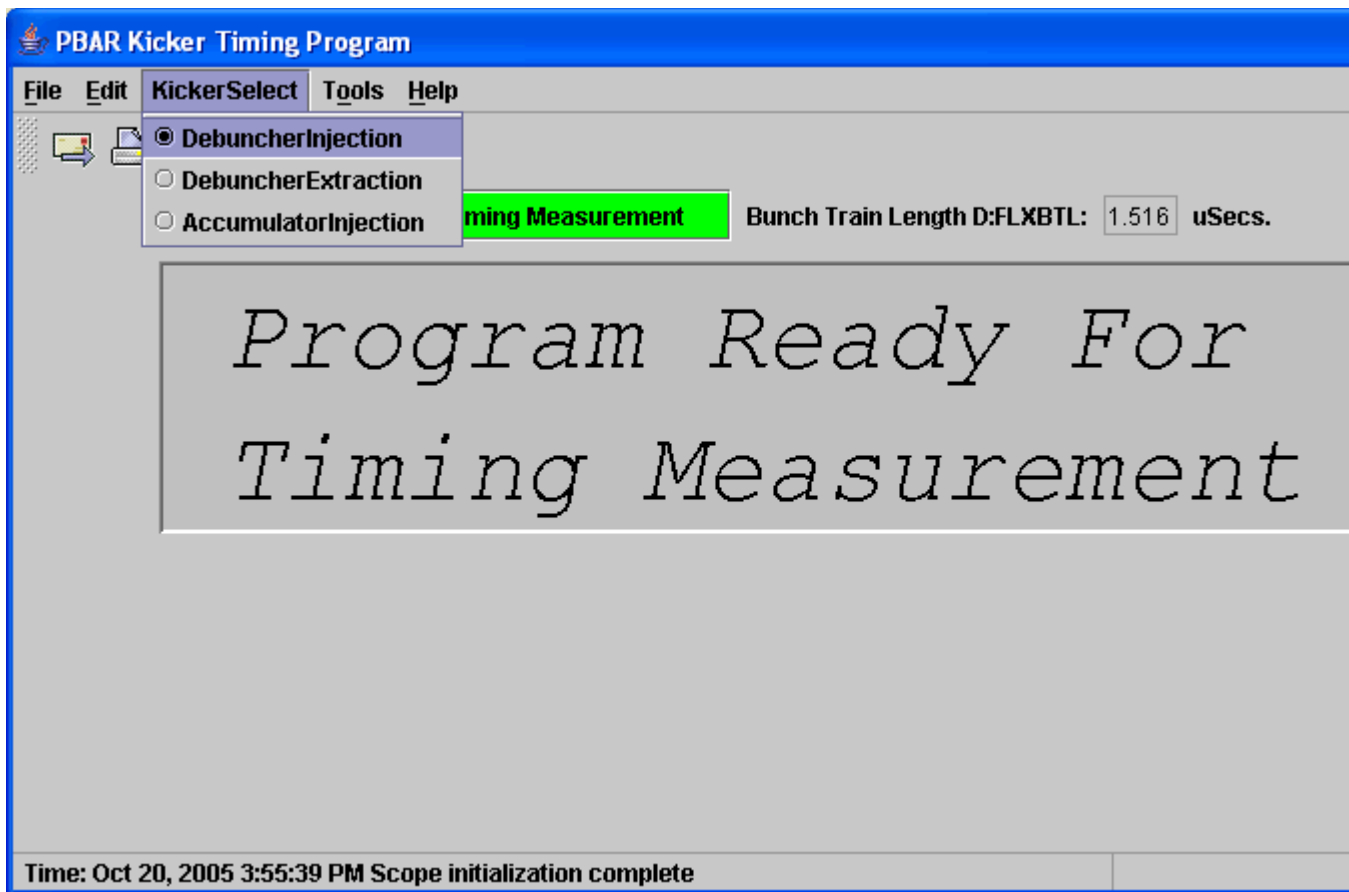 PBAR Kicker Timing Program
File Edit KickerSelect Tools Help
DebuncherInjection
DebuncherExtraction
AccumulatorInjection
ming Measurement Bunch Train Length D:FLXBTL: 1.516 uSecs.
Program Ready For
Timing Measurement
Time: Oct 20, 2005 3:55:39 PM Scope initialization complete